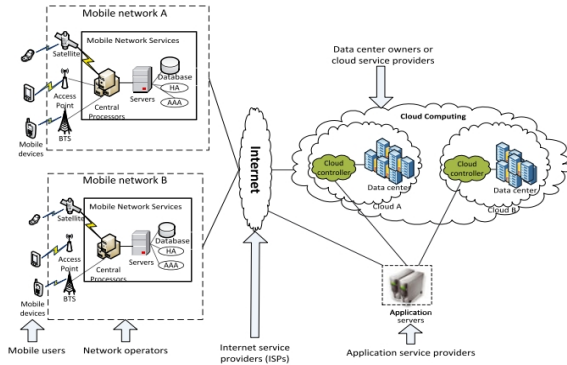 Mobile network A
Mobile Network Services
Satellite
Database
HA
AAA
Access
Point
Servers
Central
Processors
BTS
Mobile
devices
Mobile network B
Mobile Network Services
Satellite
Database
HA
AAA
Access
Point
Servers
Central
Processors
BTS
Mobile
devices
Mobile users
Network operators
Internet
Internet service
providers (ISPs)
Data center owners or
cloud service providers
Cloud Computing
Cloud
controller
Data center
Cloud A
Cloud
controller
Data center
Cloud B
Application
servers
Application service providers